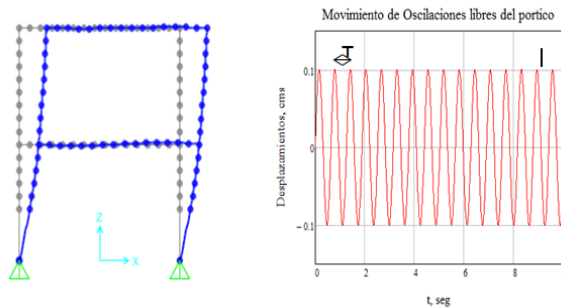 Movimiento de Oscilaciones libres del portico
T
0.1
0
−0.1
Desplazamientos, cms
0
2
4
6
8
t, seg
Z
X